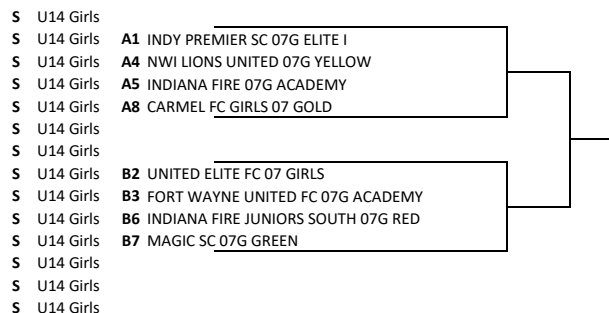 S U14 Girls
S U14 Girls A1 INDY PREMIER SC 07G ELITE I
S U14 Girls A4 NWI LIONS UNITED 07G YELLOW
S U14 Girls A5 INDIANA FIRE 07G ACADEMY
S U14 Girls A8 CARMEL FC GIRLS 07 GOLD
S U14 Girls
S U14 Girls
S U14 Girls B2 UNITED ELITE FC 07 GIRLS
S U14 Girls B3 FORT WAYNE UNITED FC 07G ACADEMY
S U14 Girls B6 INDIANA FIRE JUNIORS SOUTH 07G RED
S U14 Girls B7 MAGIC SC 07G GREEN
S U14 Girls
S U14 Girls
S U14 Girls